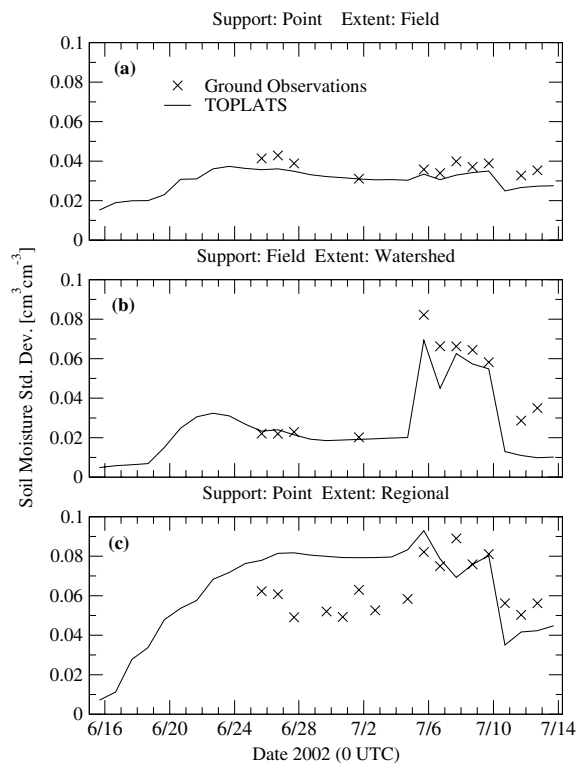 Support: Point Extent: Field
0.1
(a)
Ground Observations
TOPLATS
0.08
0.06
0.04
0.02
0
Support: Field Extent: Watershed
0.1
(b)
0.08
0.06
0.04
0.02
0
Soil Moisture Std. Dev. [cm³ cm⁻³]
Support: Point Extent: Regional
0.1
(c)
0.08
0.06
0.04
0.02
0
6/16 6/20 6/24 6/28 7/2 7/6 7/10 7/14
Date 2002 (0 UTC)